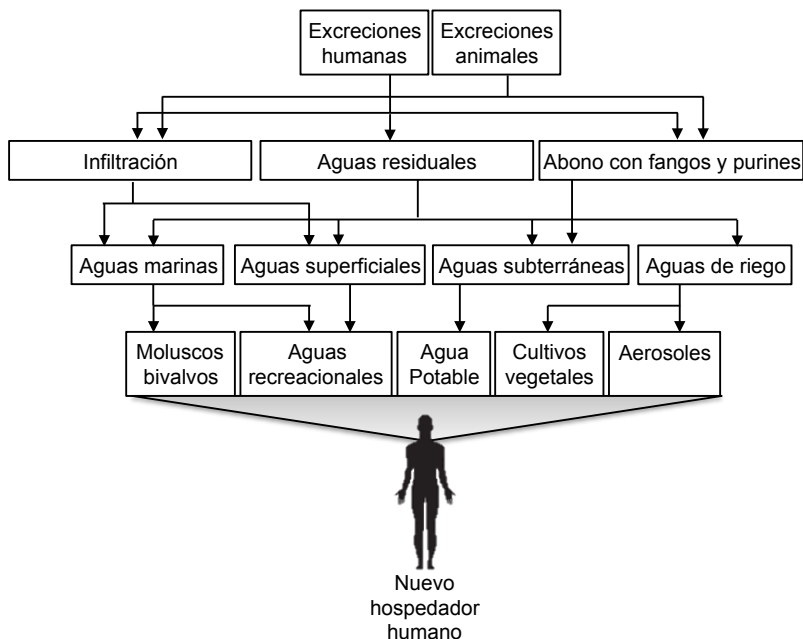 Excreciones
humanas
Excreciones
animales
Infiltración
Aguas residuales
Abono con fangos y purines
Aguas marinas
Aguas superficiales
Aguas subterráneas
Aguas de riego
Moluscos
bivalvos
Aguas
recreacionales
Agua
Potable
Cultivos
vegetales
Aerosoles
Nuevo
hospedador
humano